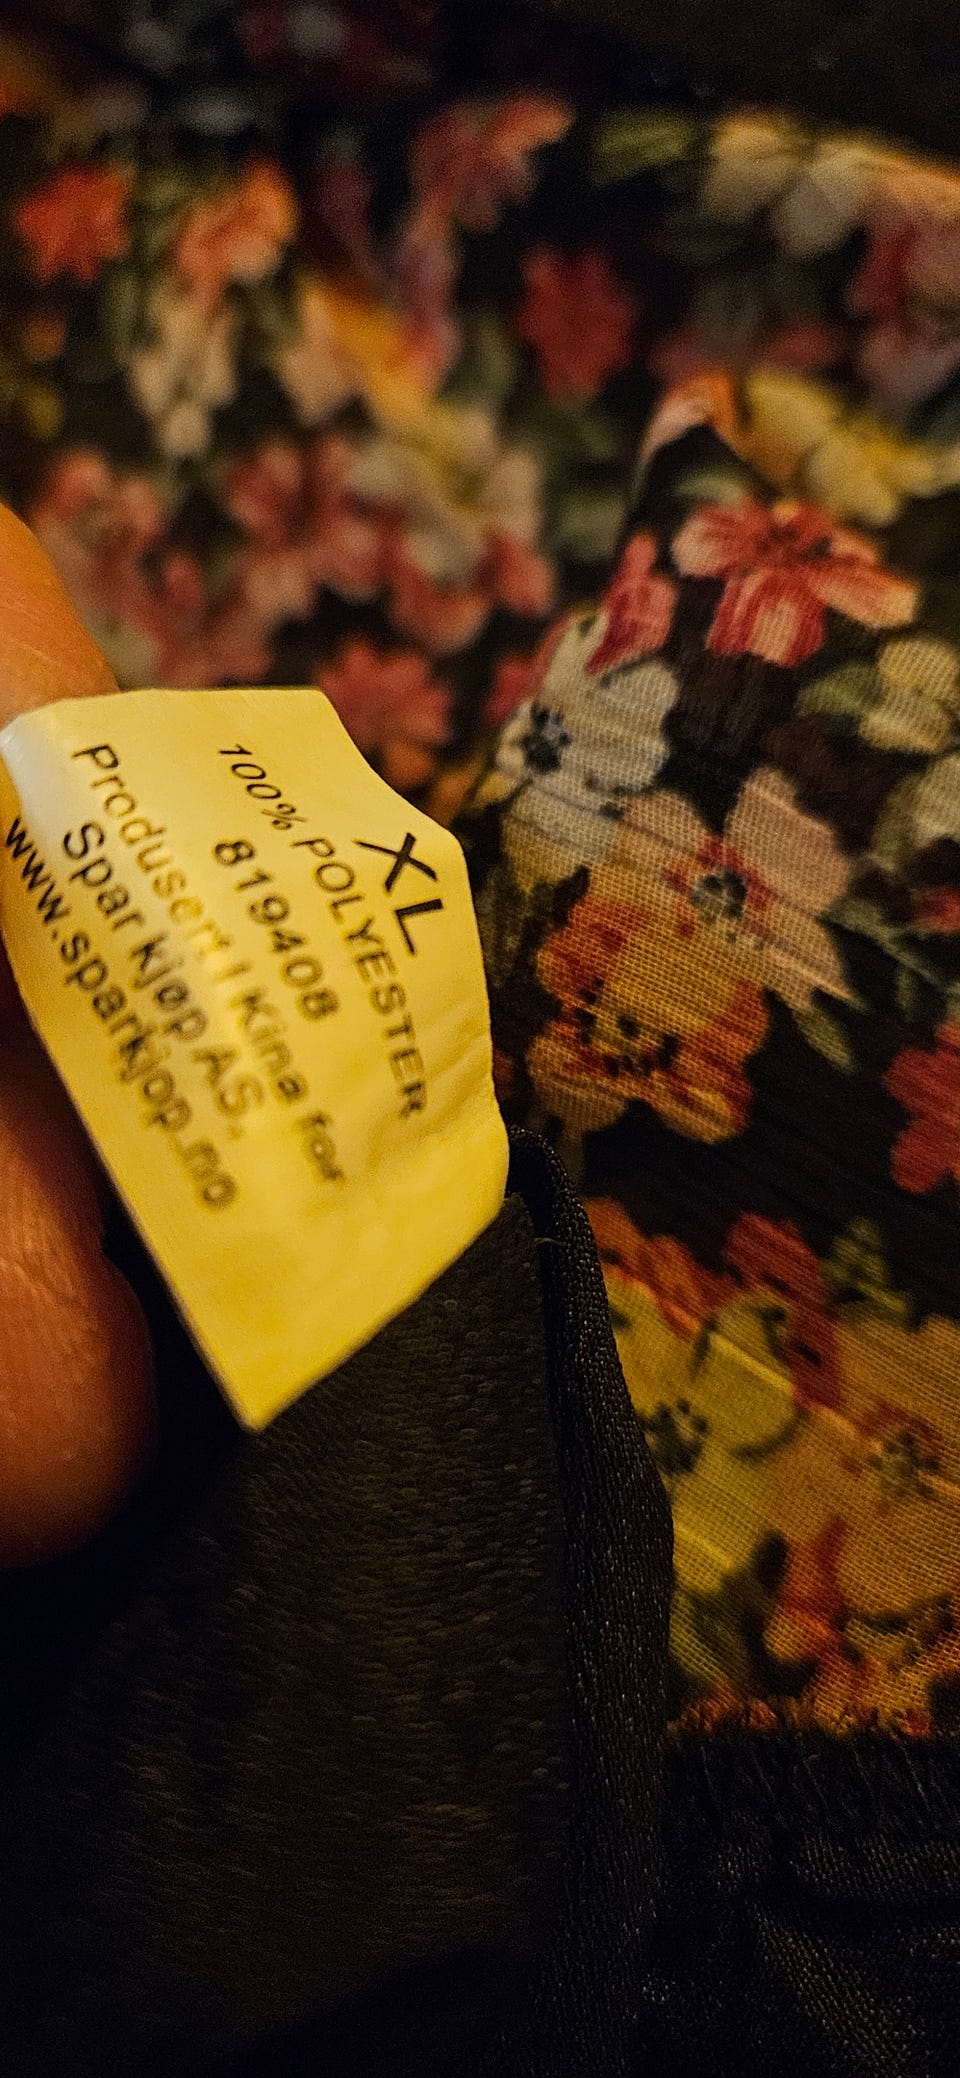 XL
100% POLYESTER
819408
Produsert I Kina for
Spar kjøp AS,
www.sparkjop.no